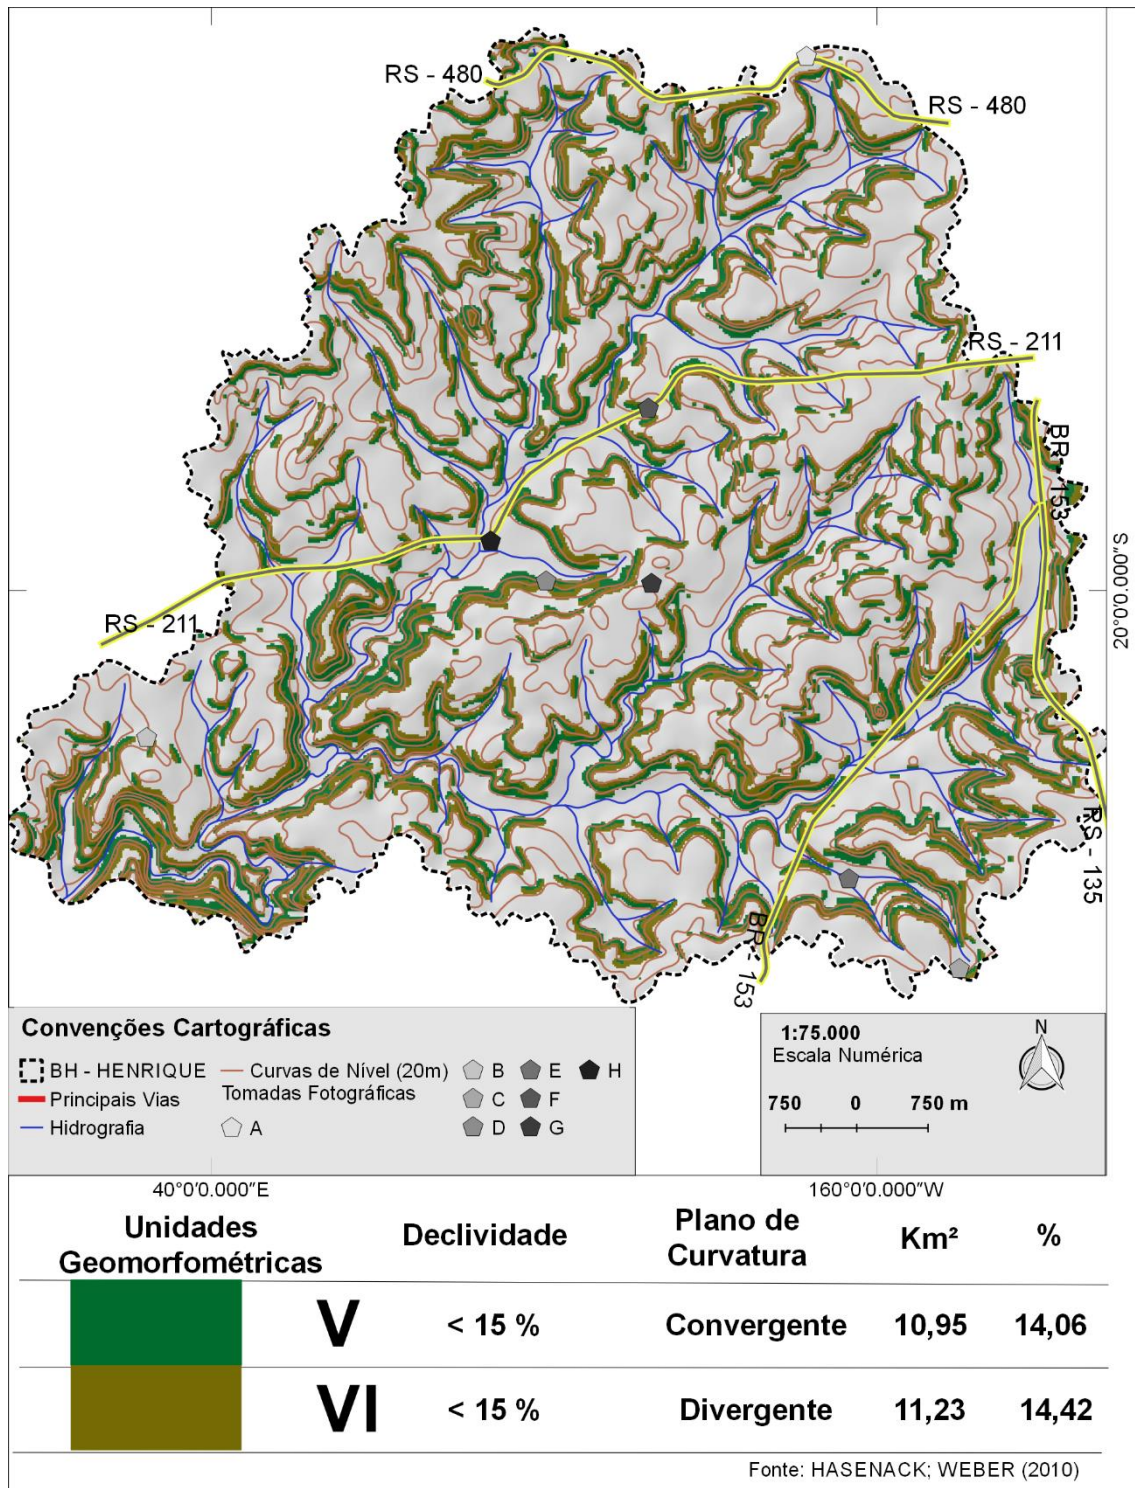 RS - 480
RS - 480
RS - 211
BR - 153
20°0'0.000"S
RS - 211
RS - 135
BR - 153
Convenções Cartográficas
BH - HENRIQUE
Principais Vias
Hidrografia
Curvas de Nível (20m)
Tomadas Fotográficas
A
B
C
D
E
F
G
H
1:75.000
Escala Numérica
N
750 0 750 m
40°0'0.000"E
160°0'0.000"W
Unidades Geomorfométricas Declividade Plano de Curvatura Km² %
V < 15 % Convergente 10,95 14,06
VI < 15 % Divergente 11,23 14,42
Fonte: HASENACK; WEBER (2010)